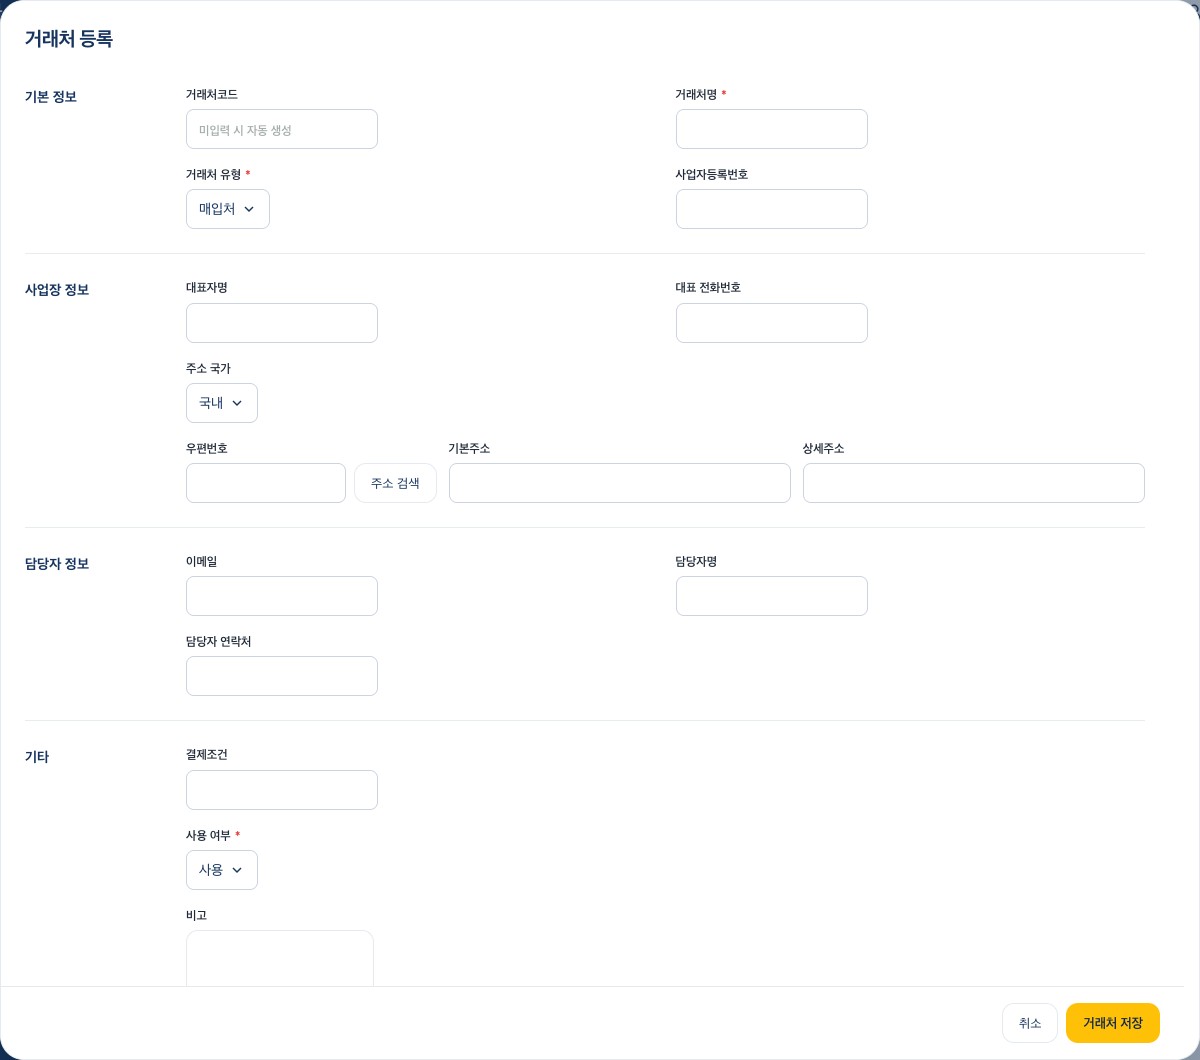 거래처 등록
기본 정보
거래처코드
거래처명 *
미입력 시 자동 생성
거래처 유형 *
사업자등록번호
매입처
사업장 정보
대표자명
대표 전화번호
주소 국가
국내
우편번호
기본주소
상세주소
주소 검색
담당자 정보
이메일
담당자명
담당자 연락처
기타
결제조건
사용 여부 *
사용
비고
취소
거래처 저장